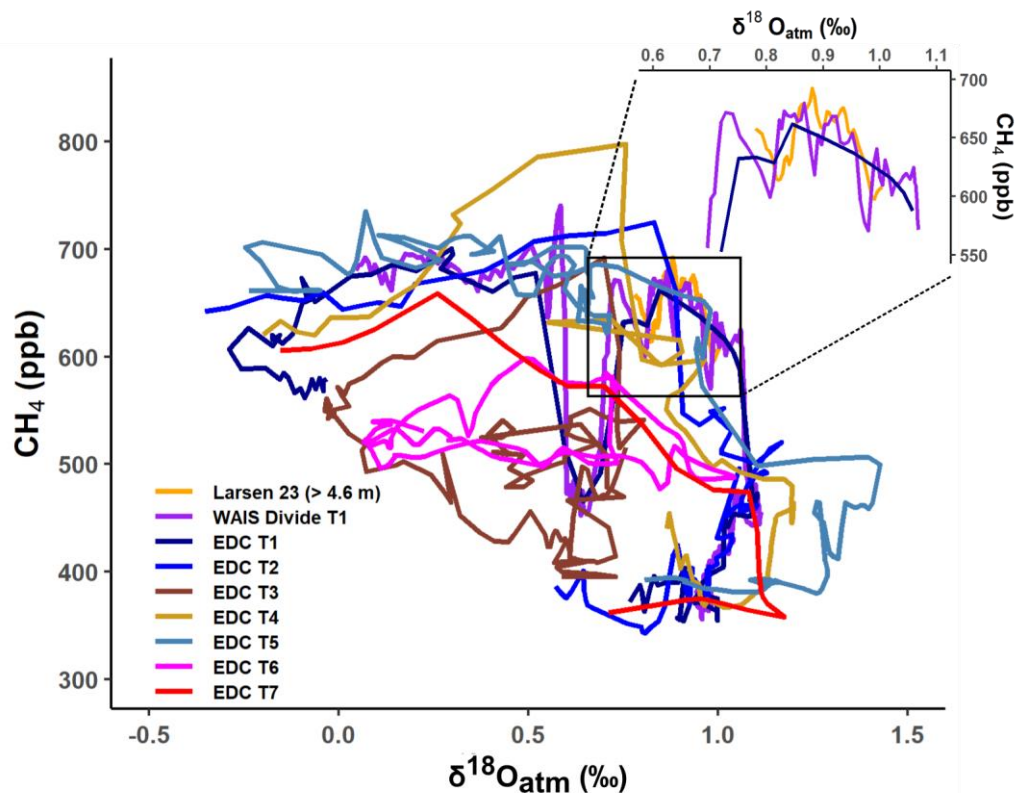 δ18 Oatm (‰)
0.6 0.7 0.8 0.9 1.0 1.1
700
650
600
550
CH4 (ppb)
800
700
600
500
400
300
CH4 (ppb)
Larsen 23 (> 4.6 m)
WAIS Divide T1
EDC T1
EDC T2
EDC T3
EDC T4
EDC T5
EDC T6
EDC T7
-0.5 0.0 0.5 1.0 1.5
δ18Oatm (‰)